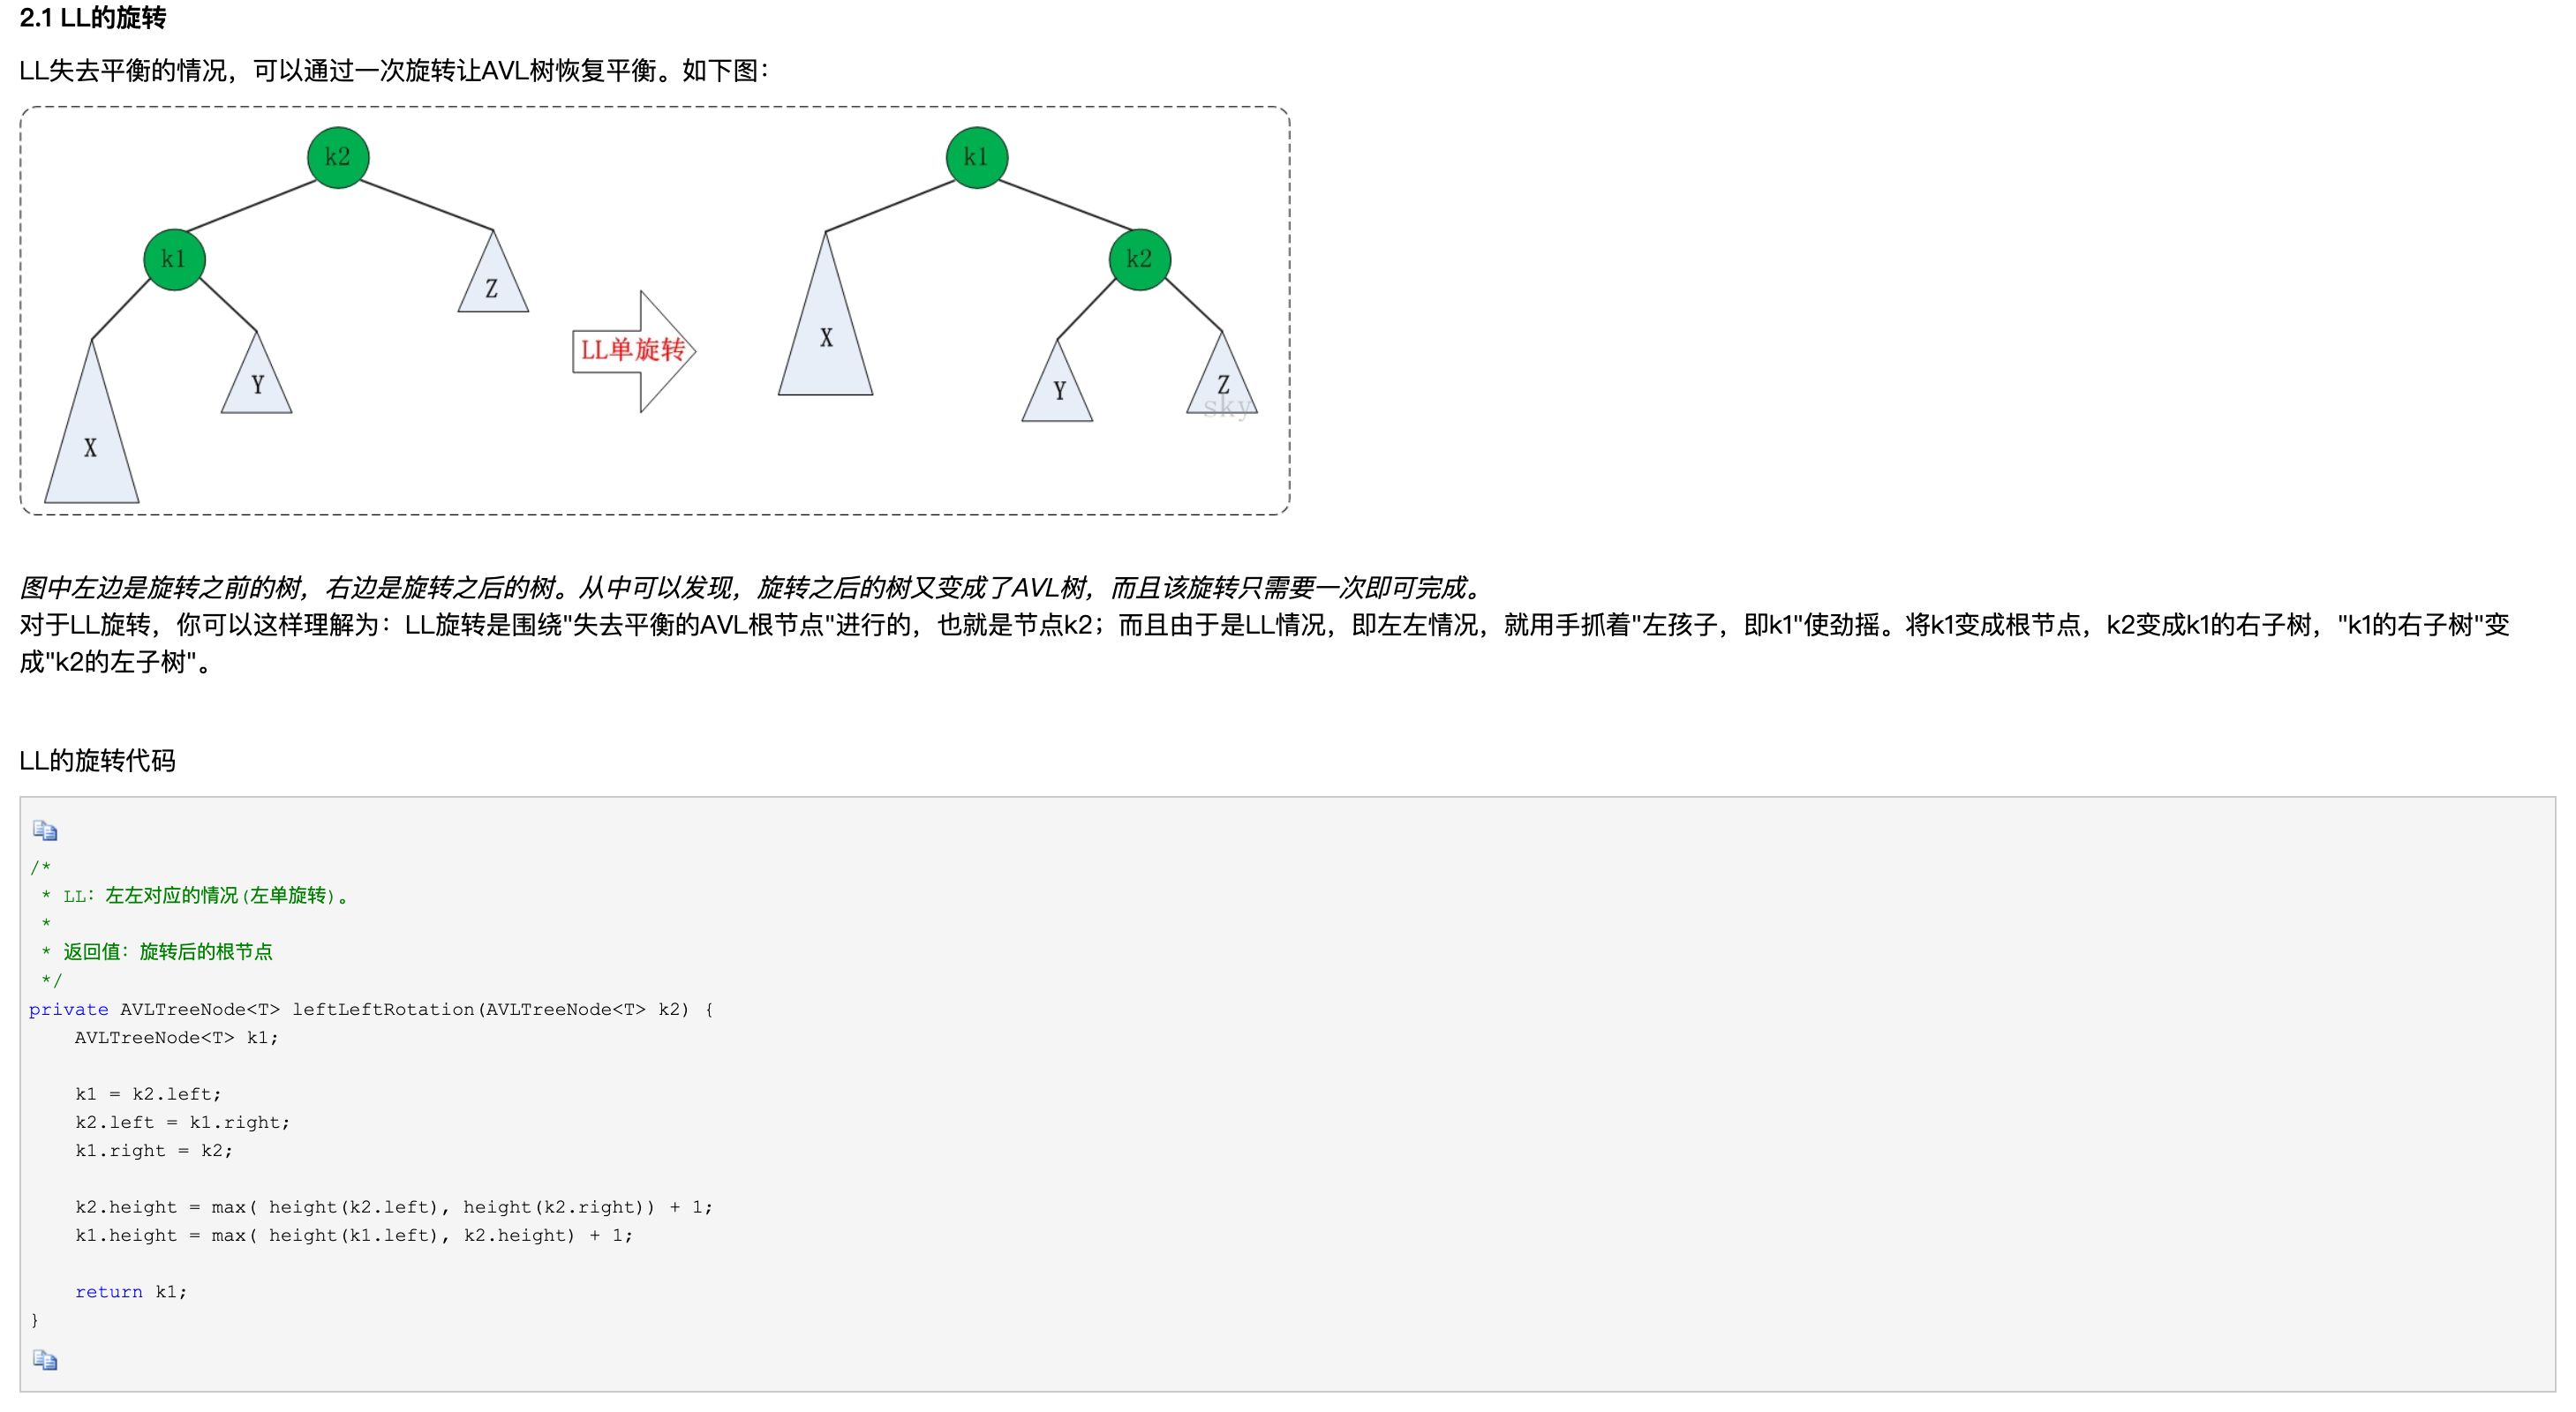 2.1 LL的旋转
LL失去平衡的情况，可以通过一次旋转让AVL树恢复平衡。如下图：
k2
k1
k1
k2
Z
LL单旋转
X
Y
Y
Z
sky
X
图中左边是旋转之前的树，右边是旋转之后的树。从中可以发现，旋转之后的树又变成了AVL树，而且该旋转只需要一次即可完成。
对于LL旋转，你可以这样理解为：LL旋转是围绕"失去平衡的AVL根节点"进行的，也就是节点k2；而且由于是LL情况，即左左情况，就用手抓着"左孩子，即k1"使劲摇。将k1变成根节点，k2变成k1的右子树，"k1的右子树"变
成"k2的左子树"。
LL的旋转代码
/*
 * LL：左左对应的情况(左单旋转)。
 *
 * 返回值：旋转后的根节点
 */
private AVLTreeNode<T> leftLeftRotation(AVLTreeNode<T> k2) {
    AVLTreeNode<T> k1;
    k1 = k2.left;
    k2.left = k1.right;
    k1.right = k2;
    k2.height = max( height(k2.left), height(k2.right)) + 1;
    k1.height = max( height(k1.left), k2.height) + 1;
    return k1;
}